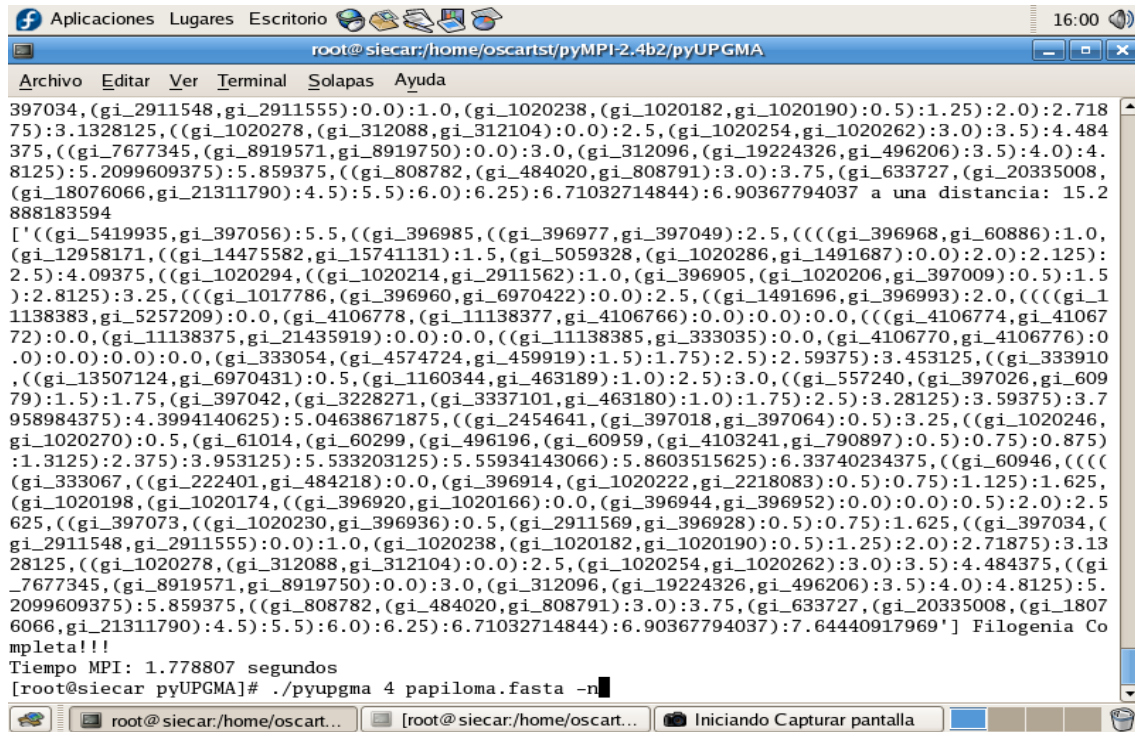 Aplicaciones Lugares Escritorio 16:00
root@siecar:/home/oscartst/pyMPI-2.4b2/pyUPGMA
Archivo Editar Ver Terminal Solapas Ayuda
397034,(gi_2911548,gi_2911555):0.0):1.0,(gi_1020238,(gi_1020182,gi_1020190):0.5):1.25):2.0):2.718
75):3.1328125,((gi_1020278,(gi_312088,gi_312104):0.0):2.5,(gi_1020254,gi_1020262):3.0):3.5):4.484
375,((gi_7677345,(gi_8919571,gi_8919750):0.0):3.0,(gi_312096,(gi_19224326,gi_496206):3.5):4.0):4.
8125):5.2099609375):5.859375,((gi_808782,(gi_484020,gi_808791):3.0):3.75,(gi_633727,(gi_20335008,
(gi_18076066,gi_21311790):4.5):5.5):6.0):6.25):6.71032714844):6.90367794037 a una distancia: 15.2
888183594
['((gi_5419935,gi_397056):5.5,((gi_396985,((gi_396977,gi_397049):2.5,((((gi_396968,gi_60886):1.0,
(gi_12958171,((gi_14475582,gi_15741131):1.5,(gi_5059328,(gi_1020286,gi_1491687):0.0):2.0):2.125):
2.5):4.09375,((gi_1020294,((gi_1020214,gi_2911562):1.0,(gi_396905,(gi_1020206,gi_397009):0.5):1.5
):2.8125):3.25,(((gi_1017786,(gi_396960,gi_6970422):0.0):2.5,((gi_1491696,gi_396993):2.0,((((gi_1
1138383,gi_5257209):0.0,(gi_4106778,(gi_11138377,gi_4106766):0.0):0.0):0.0,(((gi_4106774,gi_41067
72):0.0,(gi_11138375,gi_21435919):0.0):0.0,((gi_11138385,gi_333035):0.0,(gi_4106770,gi_4106776):0
.0):0.0):0.0):0.0,(gi_333054,(gi_4574724,gi_459919):1.5):1.75):2.5):2.59375):3.453125,((gi_333910
,((gi_13507124,gi_6970431):0.5,(gi_1160344,gi_463189):1.0):2.5):3.0,((gi_557240,(gi_397026,gi_609
79):1.5):1.75,(gi_397042,(gi_3228271,(gi_3337101,gi_463180):1.0):1.75):2.5):3.28125):3.59375):3.7
958984375):4.3994140625):5.04638671875,((gi_2454641,(gi_397018,gi_397064):0.5):3.25,((gi_1020246,
gi_1020270):0.5,(gi_61014,(gi_60299,(gi_496196,(gi_60959,(gi_4103241,gi_790897):0.5):0.75):0.875)
:1.3125):2.375):3.953125):5.533203125):5.55934143066):5.8603515625):6.33740234375,((gi_60946,((((
(gi_333067,((gi_222401,gi_484218):0.0,(gi_396914,(gi_1020222,gi_2218083):0.5):0.75):1.125):1.625,
(gi_1020198,(gi_1020174,((gi_396920,gi_1020166):0.0,(gi_396944,gi_396952):0.0):0.0):0.5):2.0):2.5
625,((gi_397073,((gi_1020230,gi_396936):0.5,(gi_2911569,gi_396928):0.5):0.75):1.625,((gi_397034,(
gi_2911548,gi_2911555):0.0):1.0,(gi_1020238,(gi_1020182,gi_1020190):0.5):1.25):2.0):2.71875):3.13
28125,((gi_1020278,(gi_312088,gi_312104):0.0):2.5,(gi_1020254,gi_1020262):3.0):3.5):4.484375,((gi
_7677345,(gi_8919571,gi_8919750):0.0):3.0,(gi_312096,(gi_19224326,gi_496206):3.5):4.0):4.8125):5.
2099609375):5.859375,((gi_808782,(gi_484020,gi_808791):3.0):3.75,(gi_633727,(gi_20335008,(gi_1807
6066,gi_21311790):4.5):5.5):6.0):6.25):6.71032714844):6.90367794037):7.64440917969'] Filogenia Co
mpleta!!!
Tiempo MPI: 1.778807 segundos
[root@siecar pyUPGMA]# ./pyupgma 4 papiloma.fasta -n
root@siecar:/home/oscart... [root@siecar:/home/oscart... Iniciando Capturar pantalla